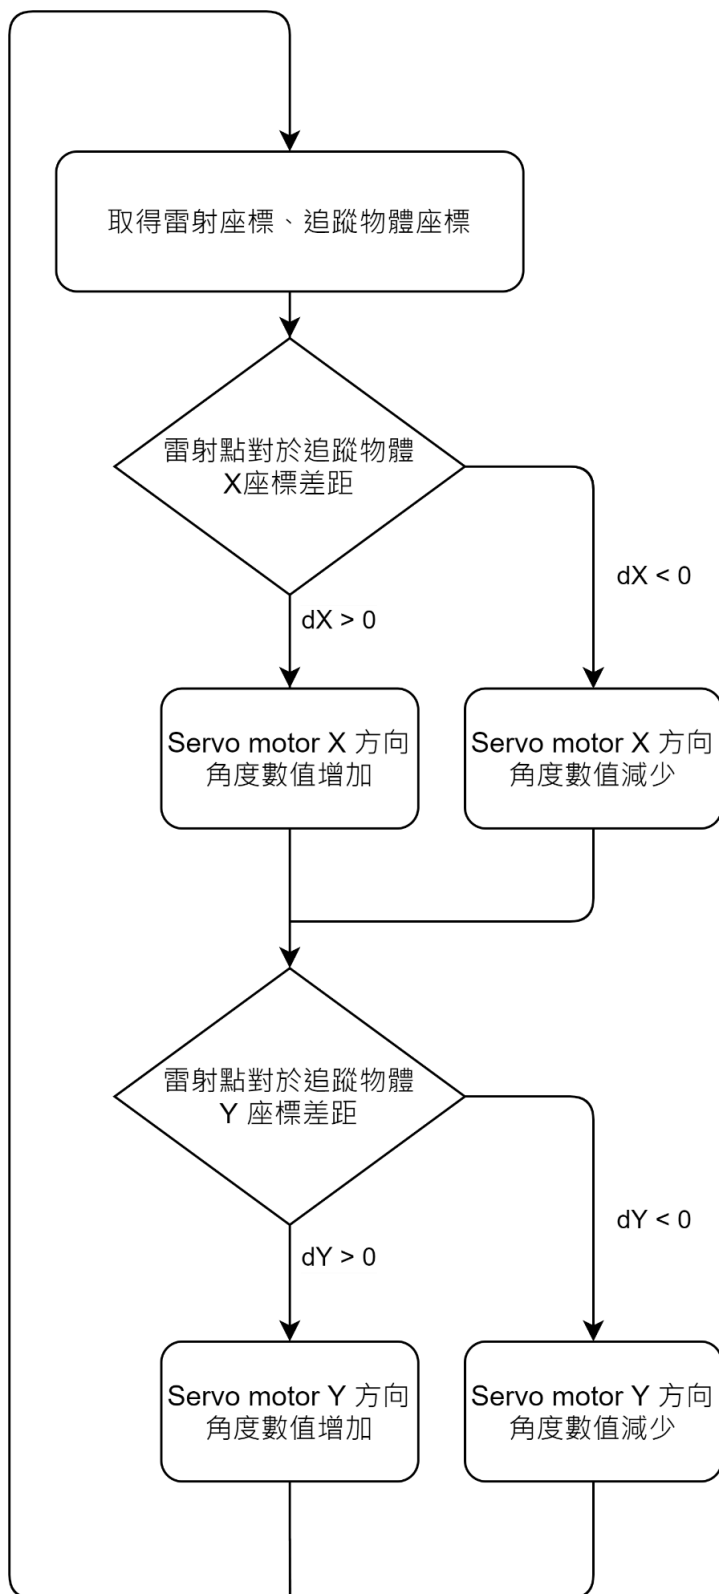 取得雷射座標、追蹤物體座標
雷射點對於追蹤物體
X座標差距
dX < 0
dX > 0
Servo motor X 方向
角度數值增加
Servo motor X 方向
角度數值減少
雷射點對於追蹤物體
Y 座標差距
dY < 0
dY > 0
Servo motor Y 方向
角度數值增加
Servo motor Y 方向
角度數值減少